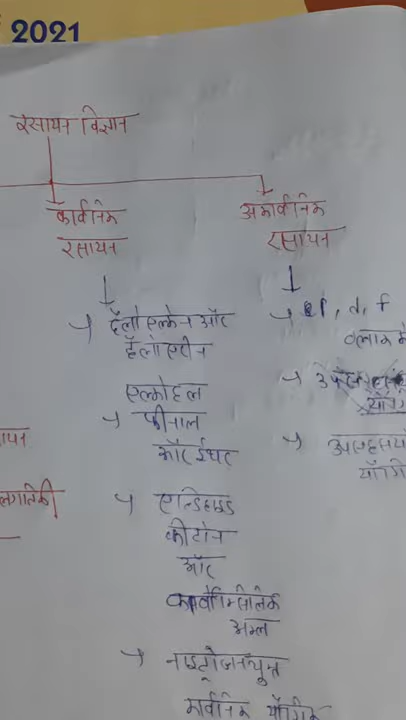 2021
रसायन विज्ञान
कार्बनिक
रसायन
अकार्बनिक
रसायन
→ हैलोएल्केन और
हैलोएरीन
एल्कोहल
→ फीनाल
और ईथर
→ एल्डिहाइड
कीटोन
और
कार्बोक्सिलिक
अम्ल
→ नाइट्रोजनयुक्त
कार्बनिक यौगिक
→ p, d, f
ब्लाक के
→
→
यौगि